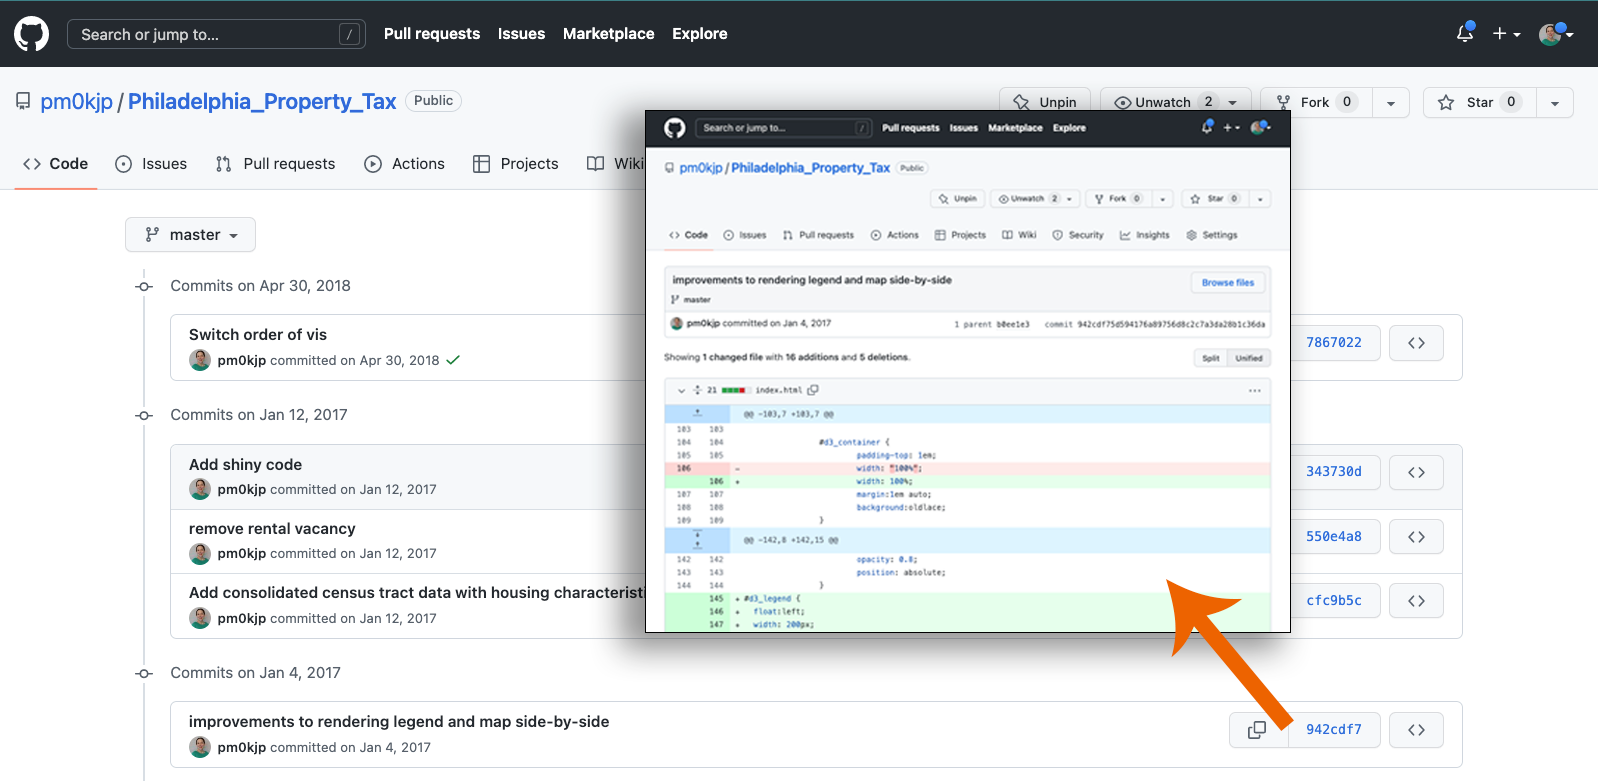 Search or jump to... /
Pull requests Issues Marketplace Explore
pm0kjp / Philadelphia_Property_Tax Public
Unpin Unwatch 2 Fork 0 Star 0
<> Code Issues Pull requests Actions Projects Wiki
master
Commits on Apr 30, 2018
Switch order of vis
pm0kjp committed on Apr 30, 2018
7867022 <>
Commits on Jan 12, 2017
Add shiny code
pm0kjp committed on Jan 12, 2017
343730d <>
remove rental vacancy
pm0kjp committed on Jan 12, 2017
550e4a8 <>
Add consolidated census tract data with housing characteristi
pm0kjp committed on Jan 12, 2017
cfc9b5c <>
Commits on Jan 4, 2017
improvements to rendering legend and map side-by-side
pm0kjp committed on Jan 4, 2017
942cdf7 <>
Search or jump to... /
Pull requests Issues Marketplace Explore
pm0kjp / Philadelphia_Property_Tax Public
Unpin Unwatch 2 Fork 0 Star 0
<> Code Issues Pull requests Actions Projects Wiki Security Insights Settings
improvements to rendering legend and map side-by-side
Browse files
master
pm0kjp committed on Jan 4, 2017
1 parent b0ee1e3 commit 942cdf75d594176a89756d8c2c7a3da28b1c36da
Showing 1 changed file with 16 additions and 5 deletions.
Split Unified
21 index.html ...
@@ -103,7 +103,7 @@
103 103
104 104 #d3_container {
105 105 padding-top: 1em;
106 - width: "100%";
106 + width: 100%;
107 107 margin:1em auto;
108 108 background:oldlace;
109 109 }
@@ -142,8 +142,15 @@
142 142 opacity: 0.8;
143 143 position: absolute;
144 144 }
145 + #d3_legend {
146 + float:left;
147 + width: 200px;